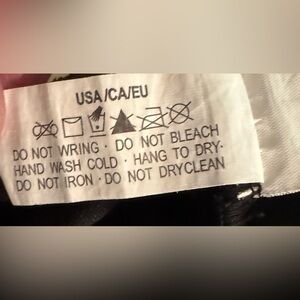 USA/CA/EU
DO NOT WRING · DO NOT BLEACH
HAND WASH COLD · HANG TO DRY·
DO NOT IRON · DO NOT DRYCLEAN